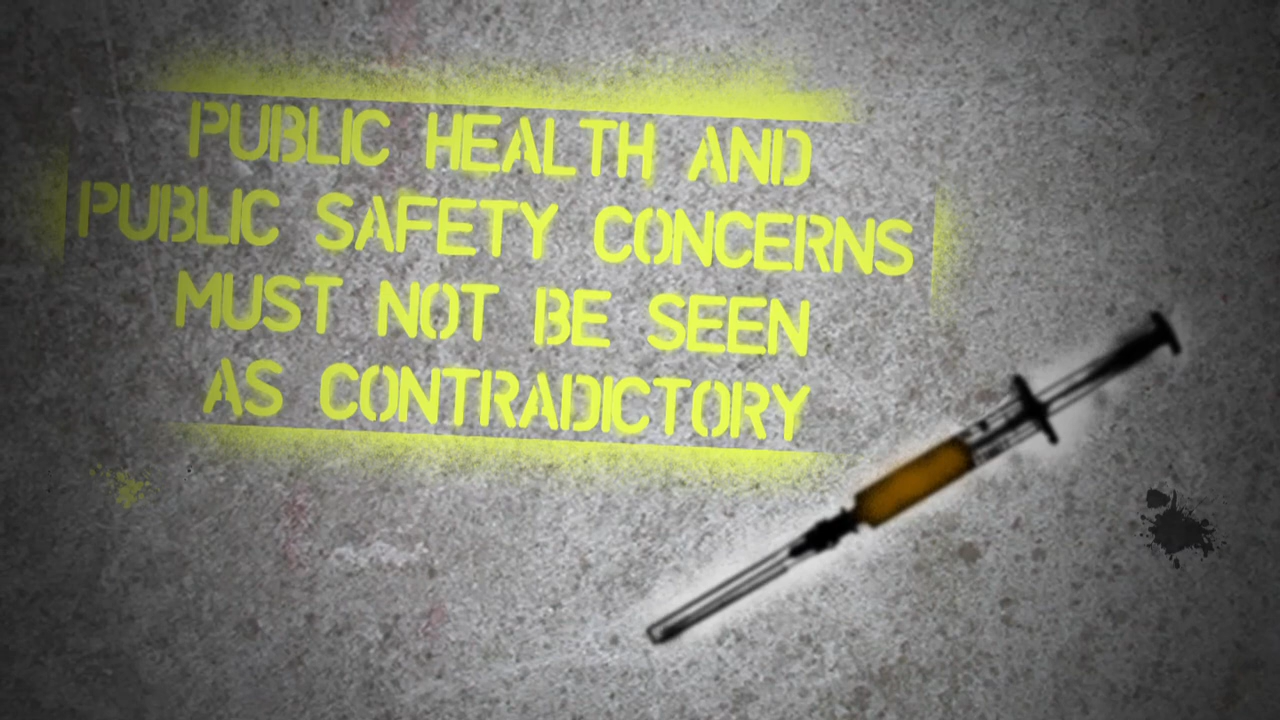 PUBLIC HEALTH AND
PUBLIC SAFETY CONCERNS
MUST NOT BE SEEN
AS CONTRADICTORY